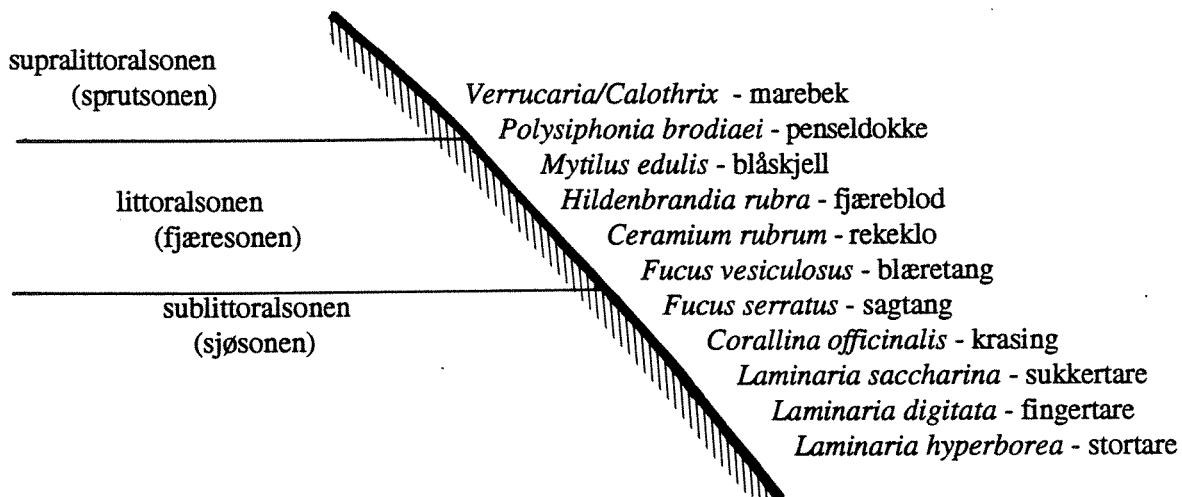 supralittoralsonen
(sprutsonen)
Verrucaria/Calothrix - marebek
Polysiphonia brodiaei - penseldokke
Mytilus edulis - blåskjell
littoralsonen
(fjæresonen)
Hildenbrandia rubra - fjæreblod
Ceramium rubrum - rekeklo
Fucus vesiculosus - blæretang
sublittoralsonen
(sjøsonen)
Fucus serratus - sagtang
Corallina officinalis - krasing
Laminaria saccharina - sukkertare
Laminaria digitata - fingertare
Laminaria hyperborea - stortare